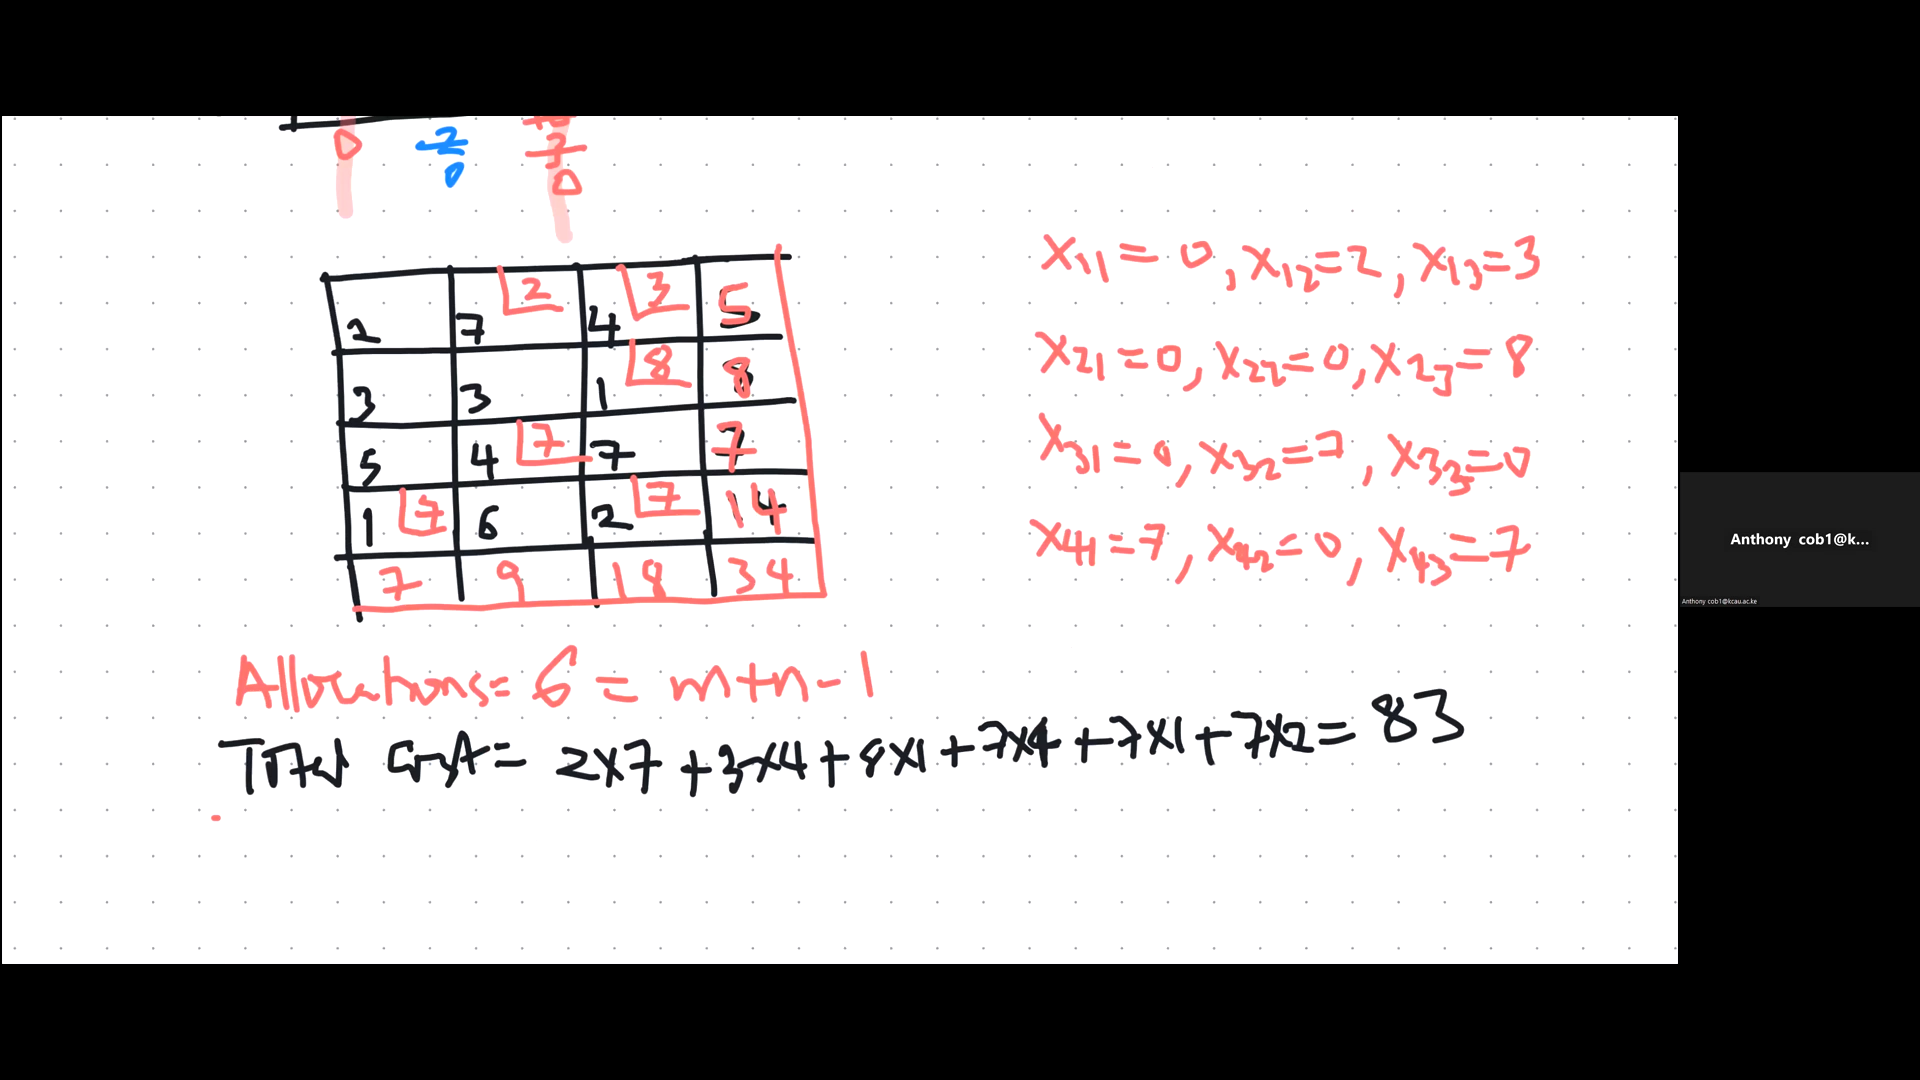 0 2 10
0 3
0
2 7 2 4 3 5
3 3 1 8 8
5 4 7 7 7
1 7 6 2 7 14
7 9 18 34
x11 = 0, x12=2, x13=3
x21=0, x22=0, x23=8
x31=0, x32=7, x33=0
x41=7, x42=0, x43=7
Allocations= 6 = m+n-1
Total Cost= 2x7+3x4+8x1+7x4+7x1+7x2= 83
Anthony cob1@k...
Anthony cob1@kcau.ac.ke